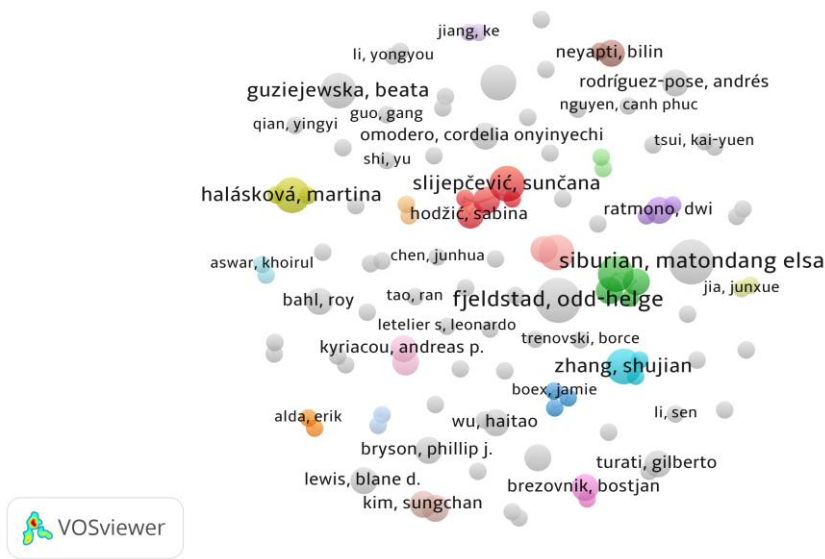 jiang, ke
li, yongyou
neyapti, bilin
guziejewska, beata
rodríguez-pose, andrés
nguyen, canh phuc
guo, gang
qian, yingyi
omodero, cordelia onyinyechi
tsui, kai-yuen
shi, yu
slijepčević, sunčana
halásková, martina
hodžić, sabina
ratmono, dwi
chen, junhua
siburian, matondang elsa
aswar, khoirul
jia, junxue
bahl, roy
tao, ran
fjeldstad, odd-helge
letelier s, leonardo
trenovski, borce
kyriacou, andreas p.
zhang, shujian
boex, jamie
alda, erik
wu, haitao
li, sen
bryson, phillip j.
turati, gilberto
lewis, blane d.
brezovnik, bostjan
kim, sungchan
VOSviewer